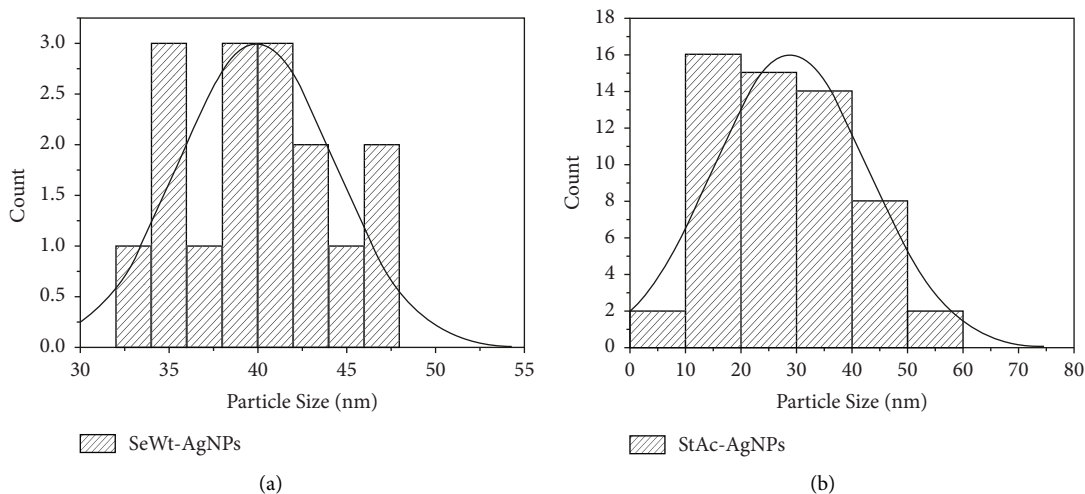 3.0
2.5
2.0
1.5
1.0
0.5
0.0
Count
30 35 40 45 50 55
Particle Size (nm)
SeWt-AgNPs
(a)
18
16
14
12
10
8
6
4
2
0
Count
0 10 20 30 40 50 60 70 80
Particle Size (nm)
StAc-AgNPs
(b)